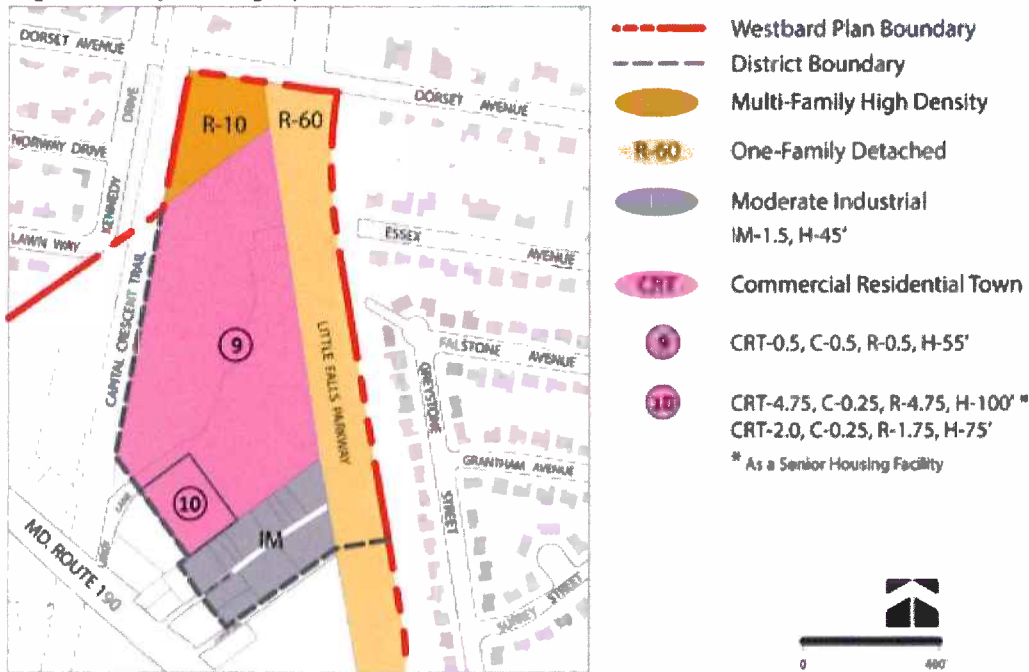 DORSET AVENUE
DRIVE
DORSET AVENUE
R-10
R-60
NORWAY DRIVE
KENNEDY
LAWN WAY
ESSEX
AVENUE
CAPITAL CRESCENT TRAIL
9
LITTLE FALLS PARKWAY
FALSTONE AVENUE
GREYSTONE
STREET
GRANTHAM AVENUE
10
LANE
IM
MD. ROUTE 190
SURREY STREET
Westbard Plan Boundary
District Boundary
Multi-Family High Density
R-60
One-Family Detached
Moderate Industrial
IM-1.5, H-45'
CRT
Commercial Residential Town
9
CRT-0.5, C-0.5, R-0.5, H-55'
10
CRT-4.75, C-0.25, R-4.75, H-100' *
CRT-2.0, C-0.25, R-1.75, H-75'
* As a Senior Housing Facility
0